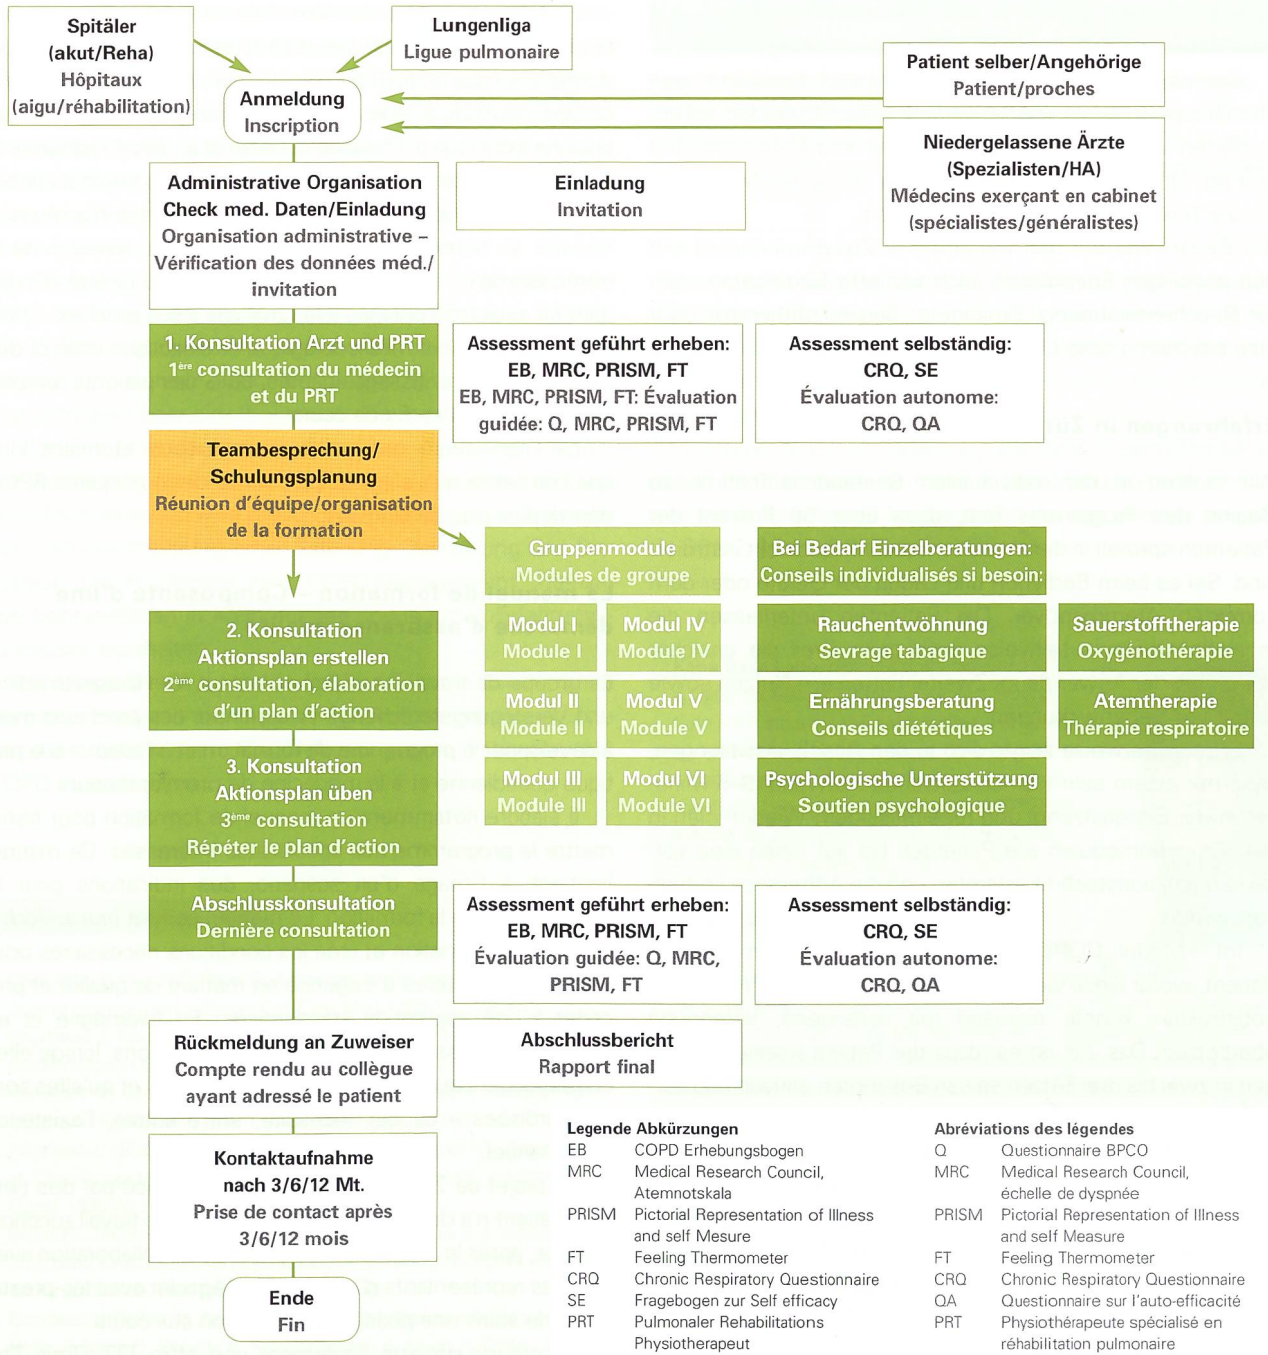 Spitäler
(akut/Reha)
Hôpitaux
(aigu/réhabilitation)
Lungenliga
Ligue pulmonaire
Anmeldung
Inscription
Patient selber/Angehörige
Patient/proches
Niedergelassene Ärzte
(Spezialisten/HA)
Médecins exerçant en cabinet
(spécialistes/généralistes)
Administrative Organisation
Check med. Daten/Einladung
Organisation administrative –
Vérification des données méd./
invitation
Einladung
Invitation
1. Konsultation Arzt und PRT
1ère consultation du médecin
et du PRT
Assessment geführt erheben:
EB, MRC, PRISM, FT
EB, MRC, PRISM, FT: Évaluation
guidée: Q, MRC, PRISM, FT
Assessment selbständig:
CRQ, SE
Évaluation autonome:
CRQ, QA
Teambesprechung/
Schulungsplanung
Réunion d'équipe/organisation
de la formation
Gruppenmodule
Modules de groupe
Modul I
Module I
Modul IV
Module IV
Modul II
Module II
Modul V
Module V
Modul III
Module III
Modul VI
Module VI
Bei Bedarf Einzelberatungen:
Conseils individualisés si besoin:
Rauchentwöhnung
Sevrage tabagique
Sauerstofftherapie
Oxygénothérapie
Ernährungsberatung
Conseils diététiques
Atemtherapie
Thérapie respiratoire
Psychologische Unterstützung
Soutien psychologique
2. Konsultation
Aktionsplan erstellen
2ème consultation, élaboration
d'un plan d'action
3. Konsultation
Aktionsplan üben
3ème consultation
Répéter le plan d'action
Abschlusskonsultation
Dernière consultation
Assessment geführt erheben:
EB, MRC, PRISM, FT
Évaluation guidée: Q, MRC,
PRISM, FT
Assessment selbständig:
CRQ, SE
Évaluation autonome:
CRQ, QA
Rückmeldung an Zuweiser
Compte rendu au collègue
ayant adressé le patient
Abschlussbericht
Rapport final
Kontaktaufnahme
nach 3/6/12 Mt.
Prise de contact après
3/6/12 mois
Ende
Fin
Legende Abkürzungen
EB COPD Erhebungsbogen
MRC Medical Research Council,
Atemnotskala
PRISM Pictorial Representation of Illness
and self Mesure
FT Feeling Thermometer
CRQ Chronic Respiratory Questionnaire
SE Fragebogen zur Self efficacy
PRT Pulmonaler Rehabilitations
Physiotherapeut
Abréviations des légendes
Q Questionnaire BPCO
MRC Medical Research Council,
échelle de dyspnée
PRISM Pictorial Representation of Illness
and self Measure
FT Feeling Thermometer
CRQ Chronic Respiratory Questionnaire
QA Questionnaire sur l'auto-efficacité
PRT Physiothérapeute spécialisé en
réhabilitation pulmonaire